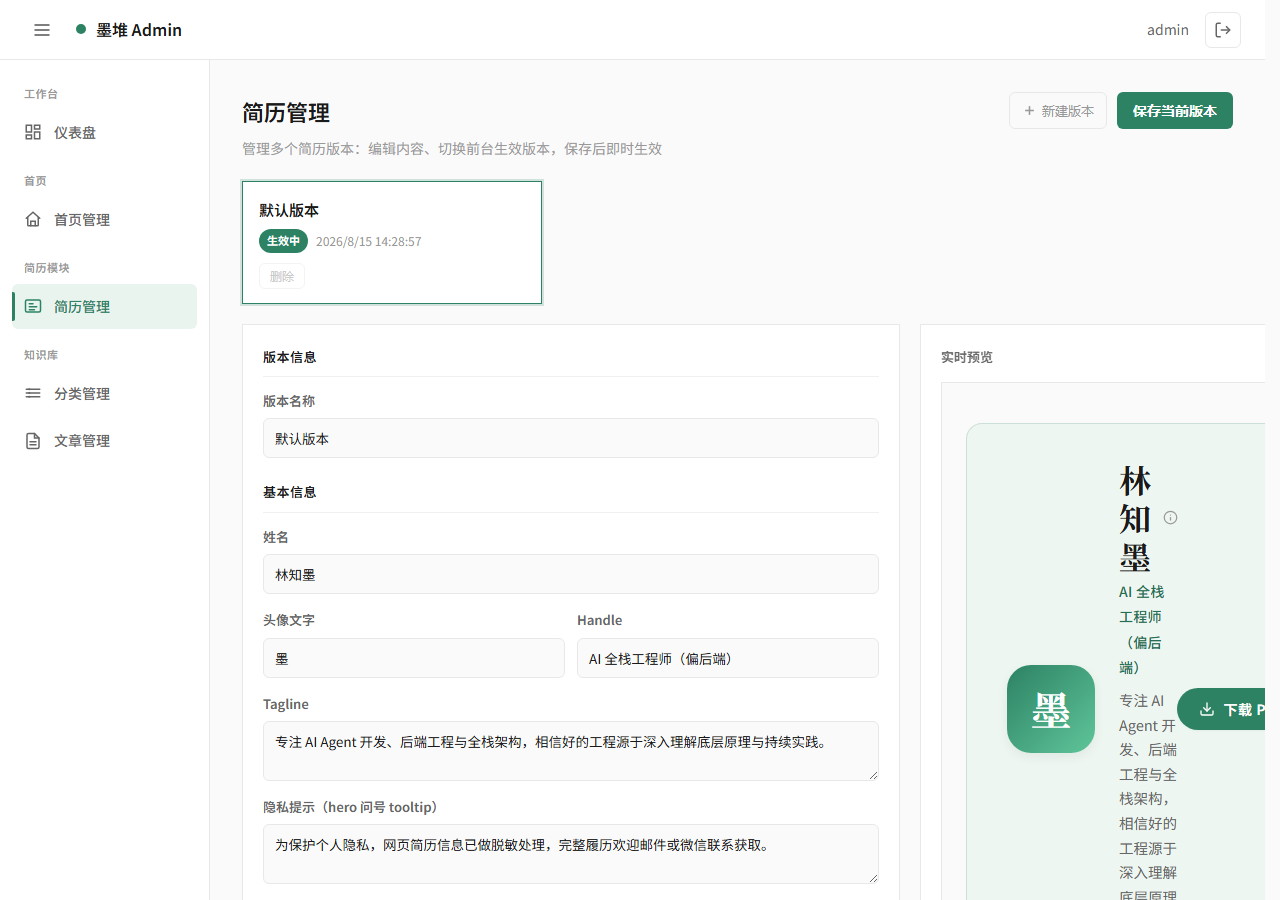 墨堆 Admin
admin
工作台
仪表盘
首页
首页管理
简历模块
简历管理
知识库
分类管理
文章管理
简历管理
管理多个简历版本：编辑内容、切换前台生效版本，保存后即时生效
新建版本
保存当前版本
默认版本
生效中 2026/8/15 14:28:57
删除
版本信息
版本名称
默认版本
基本信息
姓名
林知墨
头像文字
Handle
墨
AI 全栈工程师（偏后端）
Tagline
专注 AI Agent 开发、后端工程与全栈架构，相信好的工程源于深入理解底层原理与持续实践。
隐私提示（hero 问号 tooltip）
为保护个人隐私，网页简历信息已做脱敏处理，完整履历欢迎邮件或微信联系获取。
实时预览
墨
林
知
墨
AI 全栈
工程师
（偏后
端）
专注 AI
Agent 开
发、后端
工程与全
栈架构，
相信好的
工程源于
深入理解
底层原理
下载 P